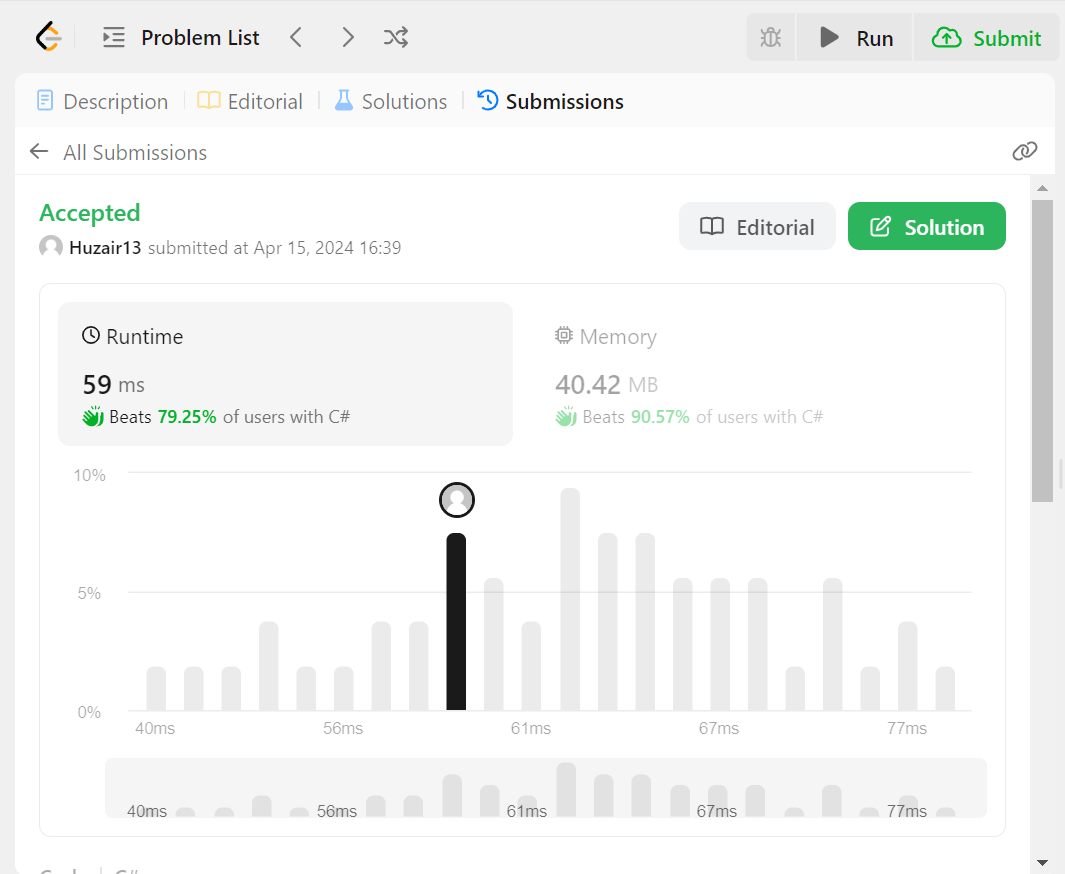 Problem List
Run
Submit
Description
Editorial
Solutions
Submissions
All Submissions
Accepted
Huzair13 submitted at Apr 15, 2024 16:39
Editorial
Solution
Runtime
59 ms
Beats 79.25% of users with C#
Memory
40.42 MB
Beats 90.57% of users with C#
10%
5%
0%
40ms 56ms 61ms 67ms 77ms
40ms 56ms 61ms 67ms 77ms